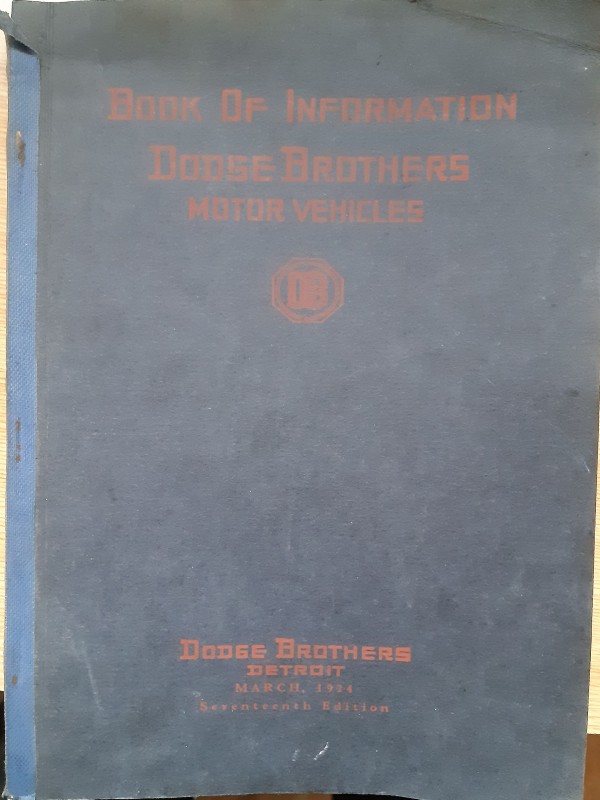 BOOK OF INFORMATION
DODGE BROTHERS
MOTOR VEHICLES
DB
DODGE BROTHERS
DETROIT
MARCH, 1924
Seventeenth Edition